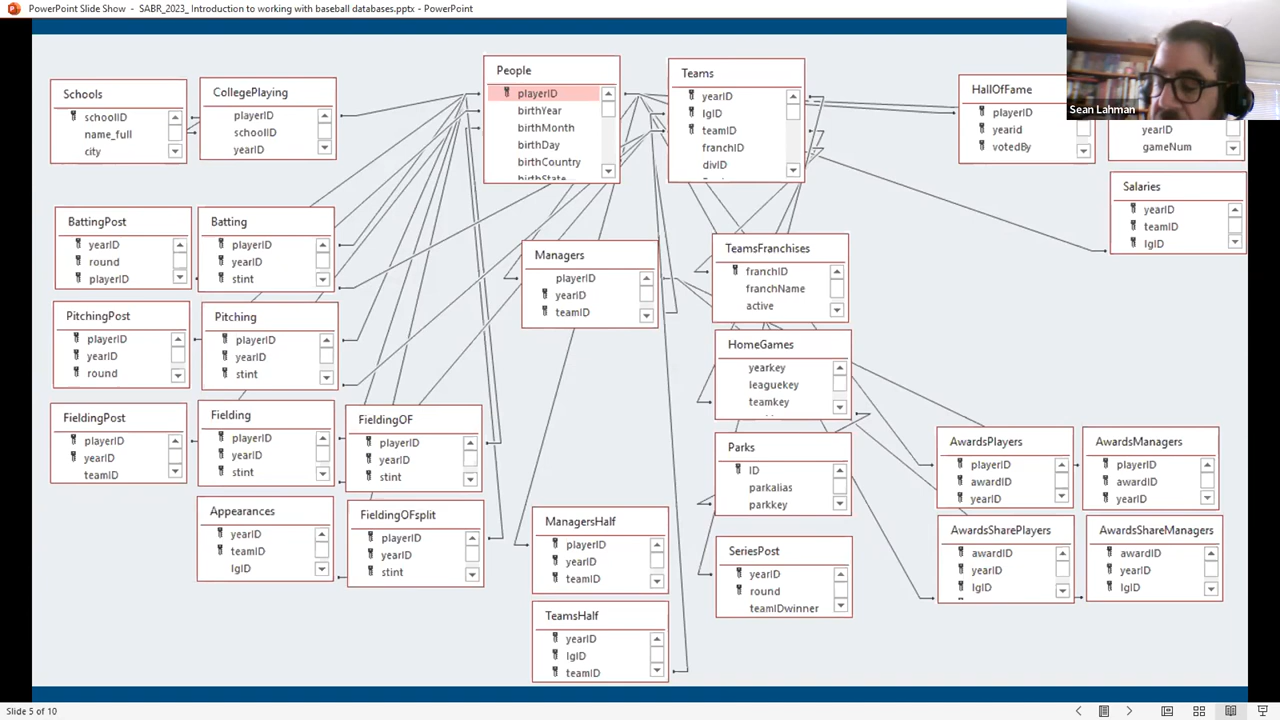 PowerPoint Slide Show - SABR_2023_ Introduction to working with baseball databases.pptx - PowerPoint
Sean Lahman
Schools
schoolID
name_full
city
CollegePlaying
playerID
schoolID
yearID
People
playerID
birthYear
birthMonth
birthDay
birthCountry
birthState
Teams
yearID
lgID
teamID
franchID
divID
HallOfFame
playerID
yearid
votedBy
yearID
gameNum
Salaries
yearID
teamID
lgID
BattingPost
yearID
round
playerID
Batting
playerID
yearID
stint
Managers
playerID
yearID
teamID
TeamsFranchises
franchID
franchName
active
PitchingPost
playerID
yearID
round
Pitching
playerID
yearID
stint
HomeGames
yearkey
leaguekey
teamkey
FieldingPost
playerID
yearID
teamID
Fielding
playerID
yearID
stint
FieldingOF
playerID
yearID
stint
Parks
ID
parkalias
parkkey
AwardsPlayers
playerID
awardID
yearID
AwardsManagers
playerID
awardID
yearID
Appearances
yearID
teamID
lgID
FieldingOFsplit
playerID
yearID
stint
ManagersHalf
playerID
yearID
teamID
SeriesPost
yearID
round
teamIDwinner
AwardsSharePlayers
awardID
yearID
lgID
AwardsShareManagers
awardID
yearID
lgID
TeamsHalf
yearID
lgID
teamID
Slide 5 of 10